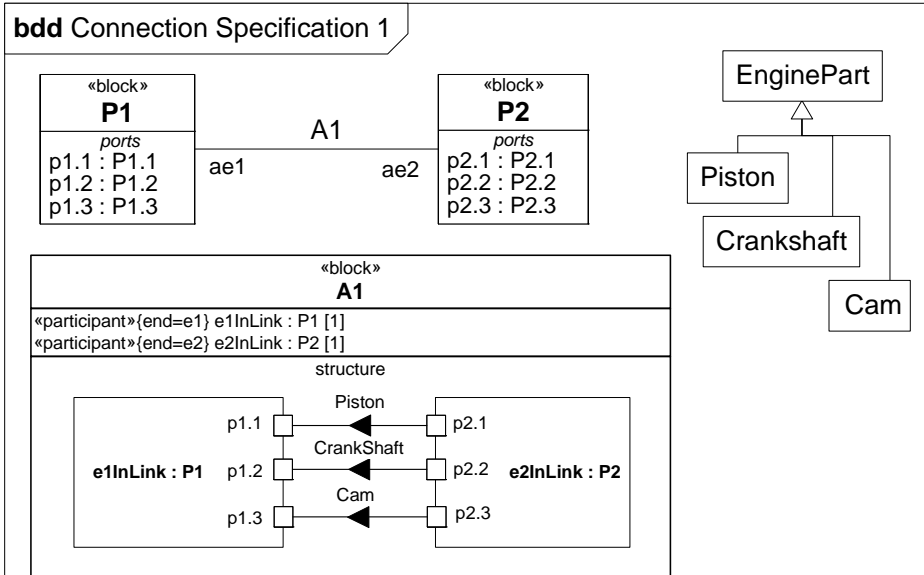 bdd Connection Specification 1
«block»
P1
ports
p1.1 : P1.1
p1.2 : P1.2
p1.3 : P1.3
A1
ae1
ae2
«block»
P2
ports
p2.1 : P2.1
p2.2 : P2.2
p2.3 : P2.3
EnginePart
Piston
Crankshaft
Cam
«block»
A1
«participant»{end=e1} e1InLink : P1 [1]
«participant»{end=e2} e2InLink : P2 [1]
structure
Piston
p1.1
p2.1
CrankShaft
e1InLink : P1
p1.2
p2.2
e2InLink : P2
Cam
p1.3
p2.3